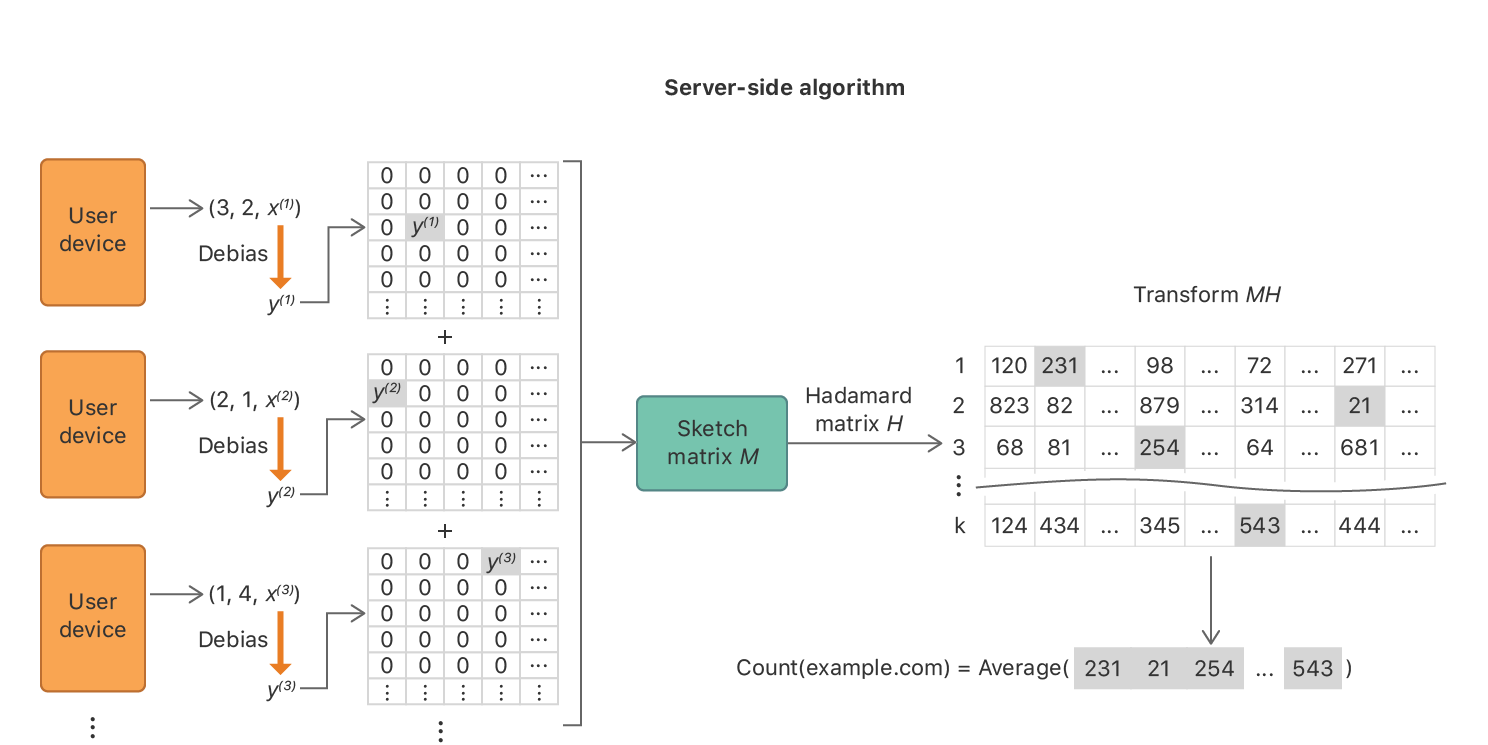 Server-side algorithm
User
device
(3, 2, x⁽¹⁾)
Debias
y⁽¹⁾
0 0 0 0 ...
0 0 0 0 ...
0 y⁽¹⁾ 0 0 ...
0 0 0 0 ...
0 0 0 0 ...
⋮ ⋮ ⋮ ⋮ ⋮
+
User
device
(2, 1, x⁽²⁾)
Debias
y⁽²⁾
0 0 0 0 ...
y⁽²⁾ 0 0 0 ...
0 0 0 0 ...
0 0 0 0 ...
0 0 0 0 ...
⋮ ⋮ ⋮ ⋮ ⋮
+
User
device
(1, 4, x⁽³⁾)
Debias
y⁽³⁾
0 0 0 y⁽³⁾ ...
0 0 0 0 ...
0 0 0 0 ...
0 0 0 0 ...
0 0 0 0 ...
⋮ ⋮ ⋮ ⋮ ⋮
⋮ ⋮
Sketch
matrix M
Hadamard
matrix H
Transform MH
1 120 231 ... 98 ... 72 ... 271 ...
2 823 82 ... 879 ... 314 ... 21 ...
3 68 81 ... 254 ... 64 ... 681 ...
⋮
k 124 434 ... 345 ... 543 ... 444 ...
Count(example.com) = Average( 231 21 254 ... 543 )